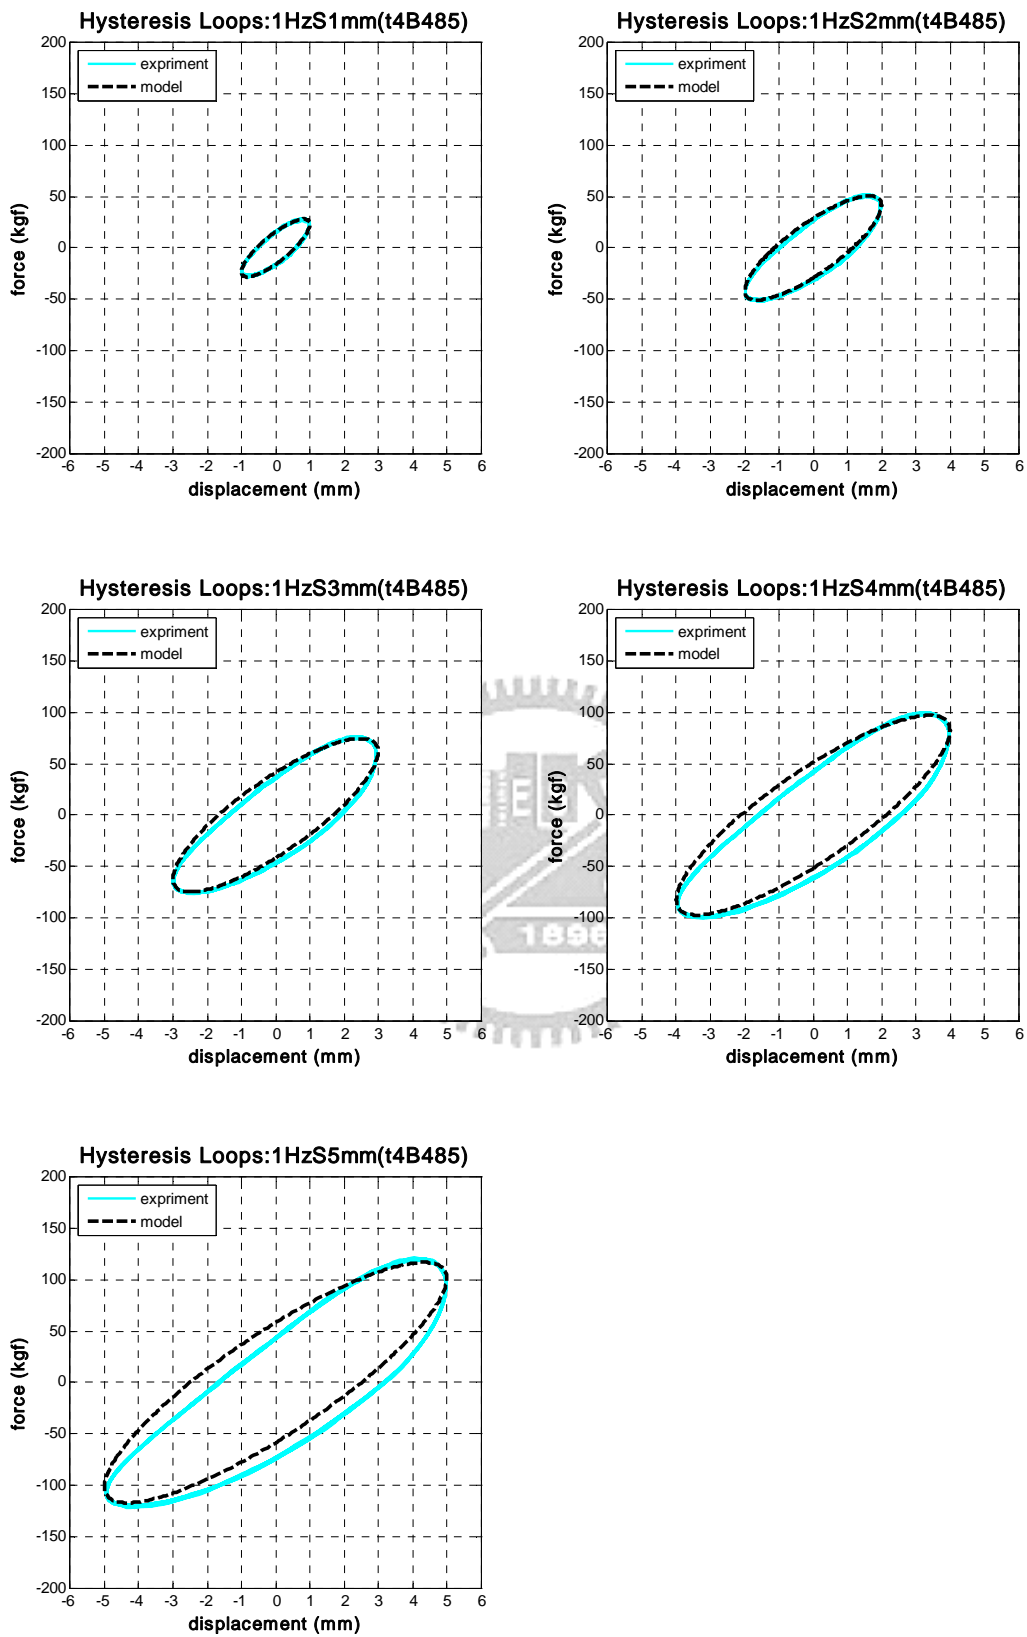 Hysteresis Loops:1HzS1mm(t4B485)
expriment
model
200
150
100
50
0
-50
-100
-150
-200
force (kgf)
-6 -5 -4 -3 -2 -1 0 1 2 3 4 5 6
displacement (mm)
Hysteresis Loops:1HzS2mm(t4B485)
expriment
model
200
150
100
50
0
-50
-100
-150
-200
force (kgf)
-6 -5 -4 -3 -2 -1 0 1 2 3 4 5 6
displacement (mm)
Hysteresis Loops:1HzS3mm(t4B485)
expriment
model
200
150
100
50
0
-50
-100
-150
-200
force (kgf)
-6 -5 -4 -3 -2 -1 0 1 2 3 4 5 6
displacement (mm)
Hysteresis Loops:1HzS4mm(t4B485)
expriment
model
200
150
100
50
0
-50
-100
-150
-200
force (kgf)
-6 -5 -4 -3 -2 -1 0 1 2 3 4 5 6
displacement (mm)
1896
Hysteresis Loops:1HzS5mm(t4B485)
expriment
model
200
150
100
50
0
-50
-100
-150
-200
force (kgf)
-6 -5 -4 -3 -2 -1 0 1 2 3 4 5 6
displacement (mm)